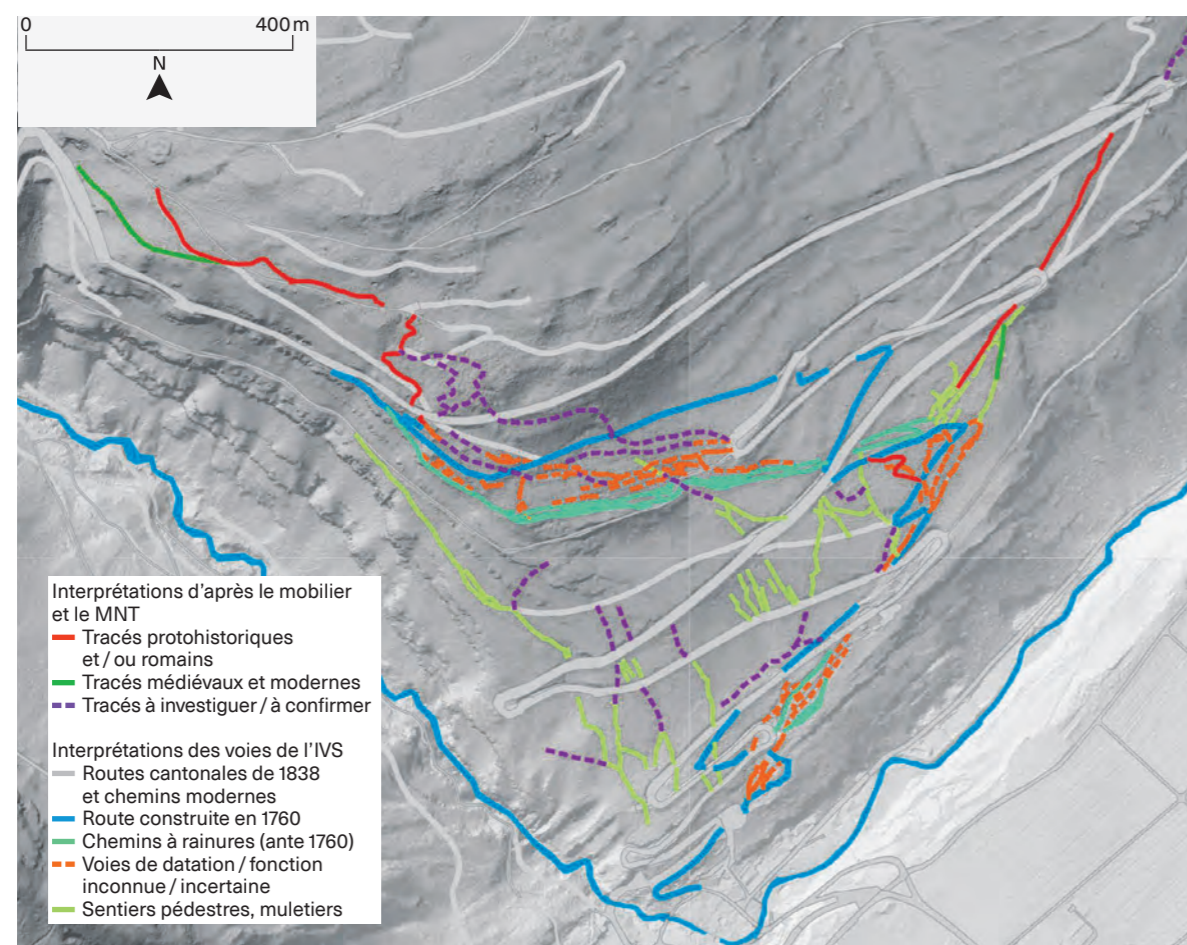 0 400 m
N
Interprétations d’après le mobilier
et le MNT
Tracés protohistoriques
et / ou romains
Tracés médiévaux et modernes
Tracés à investiguer / à confirmer
Interprétations des voies de l’IVS
Routes cantonales de 1838
et chemins modernes
Route construite en 1760
Chemins à rainures (ante 1760)
Voies de datation / fonction
inconnue / incertaine
Sentiers pédestres, muletiers